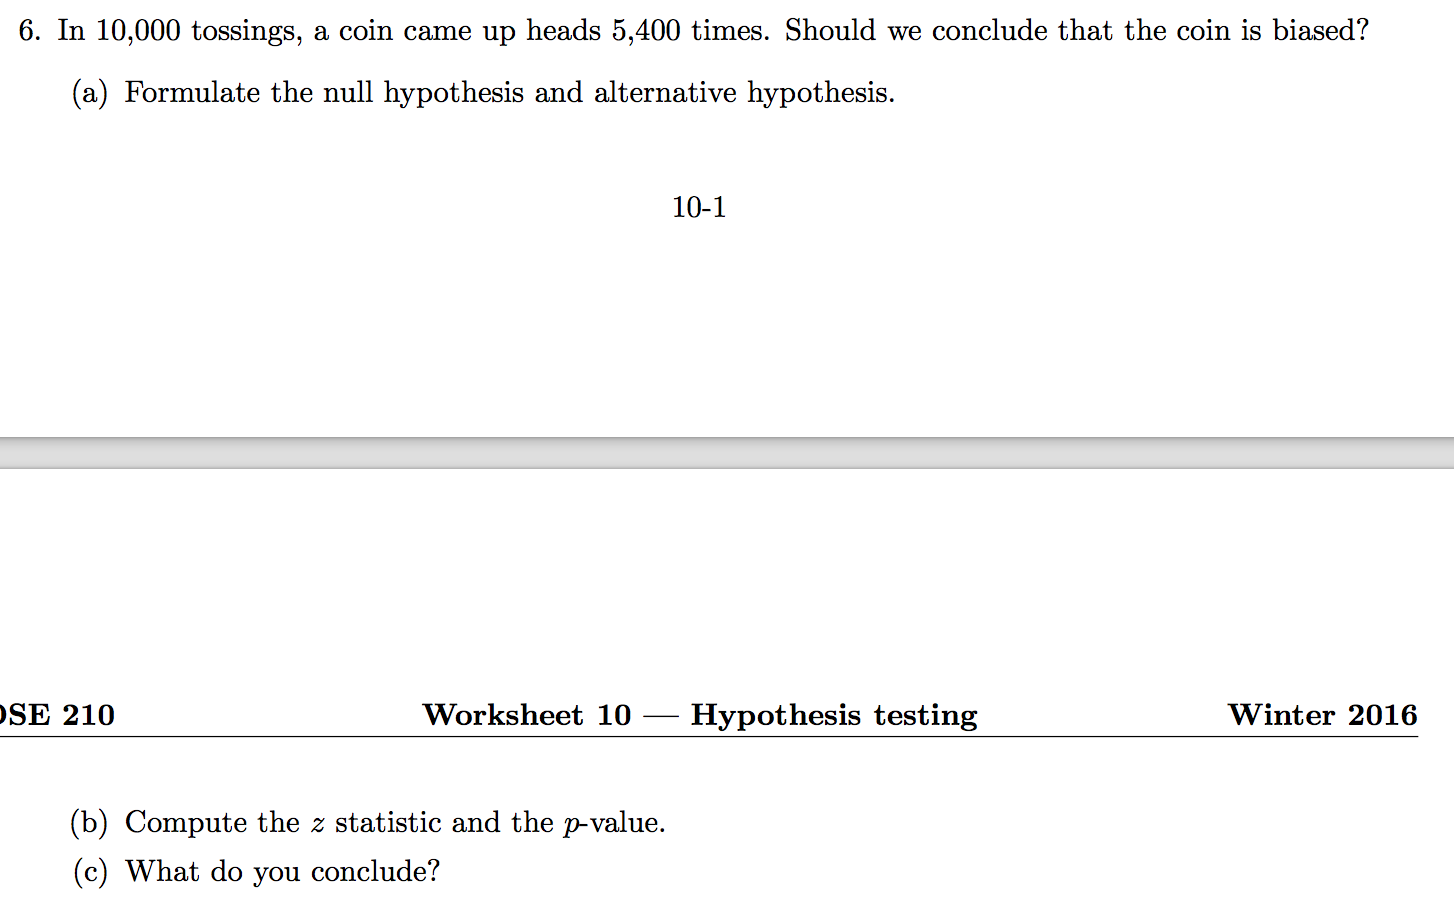 6. In 10,000 tossings, a coin came up heads 5,400 times. Should we conclude that the coin is biased?
(a) Formulate the null hypothesis and alternative hypothesis.
10-1
SE 210 Worksheet 10 — Hypothesis testing Winter 2016
(b) Compute the z statistic and the p-value.
(c) What do you conclude?